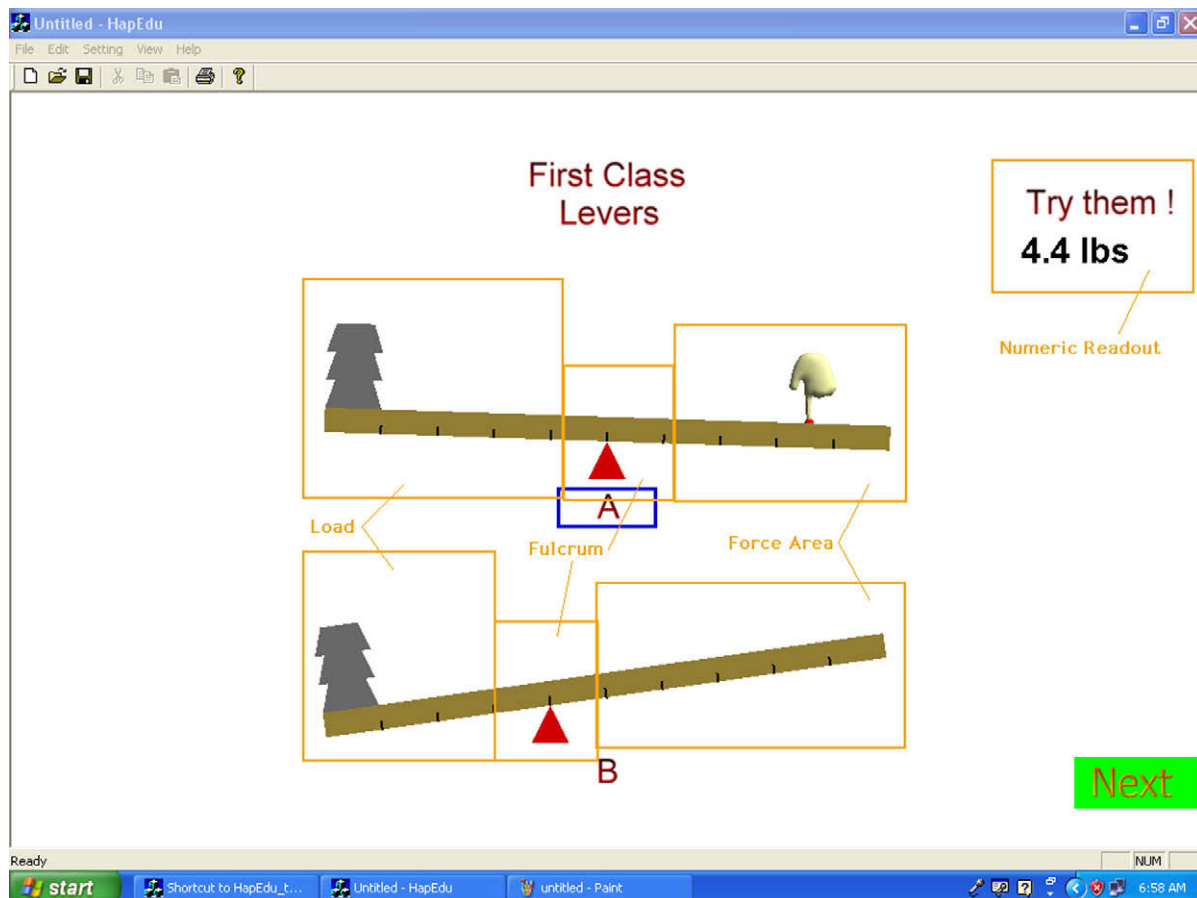 Untitled - HapEdu
File Edit Setting View Help
First Class
Levers
Try them !
4.4 lbs
Numeric Readout
A
Load
Fulcrum
Force Area
B
Next
Ready
NUM
start
Shortcut to HapEdu_t...
Untitled - HapEdu
untitled - Paint
6:58 AM